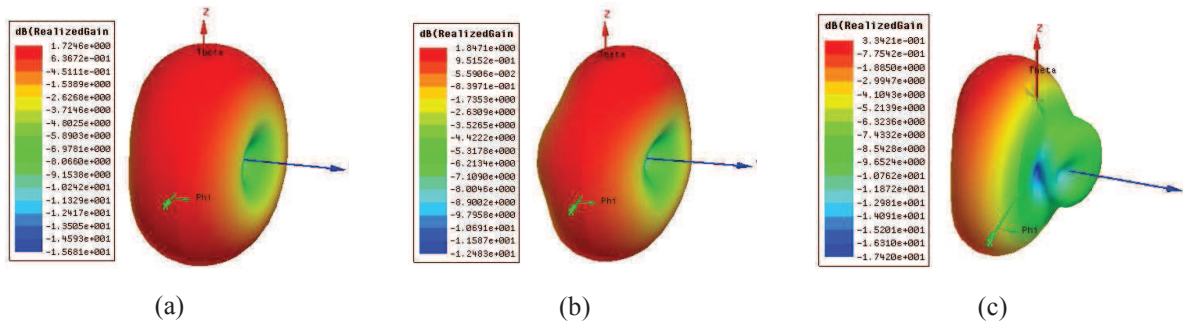 dB(RealizedGain
1.7246e+000
6.3672e-001
-4.5111e-001
-1.5389e+000
-2.6268e+000
-3.7146e+000
-4.8025e+000
-5.8903e+000
-6.9781e+000
-8.0660e+000
-9.1538e+000
-1.0242e+001
-1.1329e+001
-1.2417e+001
-1.3505e+001
-1.4593e+001
-1.5681e+001
Z
Theta
Phi
(a)
dB(RealizedGain
1.8471e+000
9.5152e-001
5.5906e-002
-8.3971e-001
-1.7353e+000
-2.6309e+000
-3.5265e+000
-4.4222e+000
-5.3178e+000
-6.2134e+000
-7.1090e+000
-8.0046e+000
-8.9002e+000
-9.7958e+000
-1.0691e+001
-1.1587e+001
-1.2483e+001
Z
Theta
Phi
(b)
dB(RealizedGain
3.3421e-001
-7.7542e-001
-1.8850e+000
-2.9947e+000
-4.1043e+000
-5.2139e+000
-6.3236e+000
-7.4332e+000
-8.5428e+000
-9.6524e+000
-1.0762e+001
-1.1872e+001
-1.2981e+001
-1.4091e+001
-1.5201e+001
-1.6310e+001
-1.7420e+001
Z
Theta
Phi
(c)